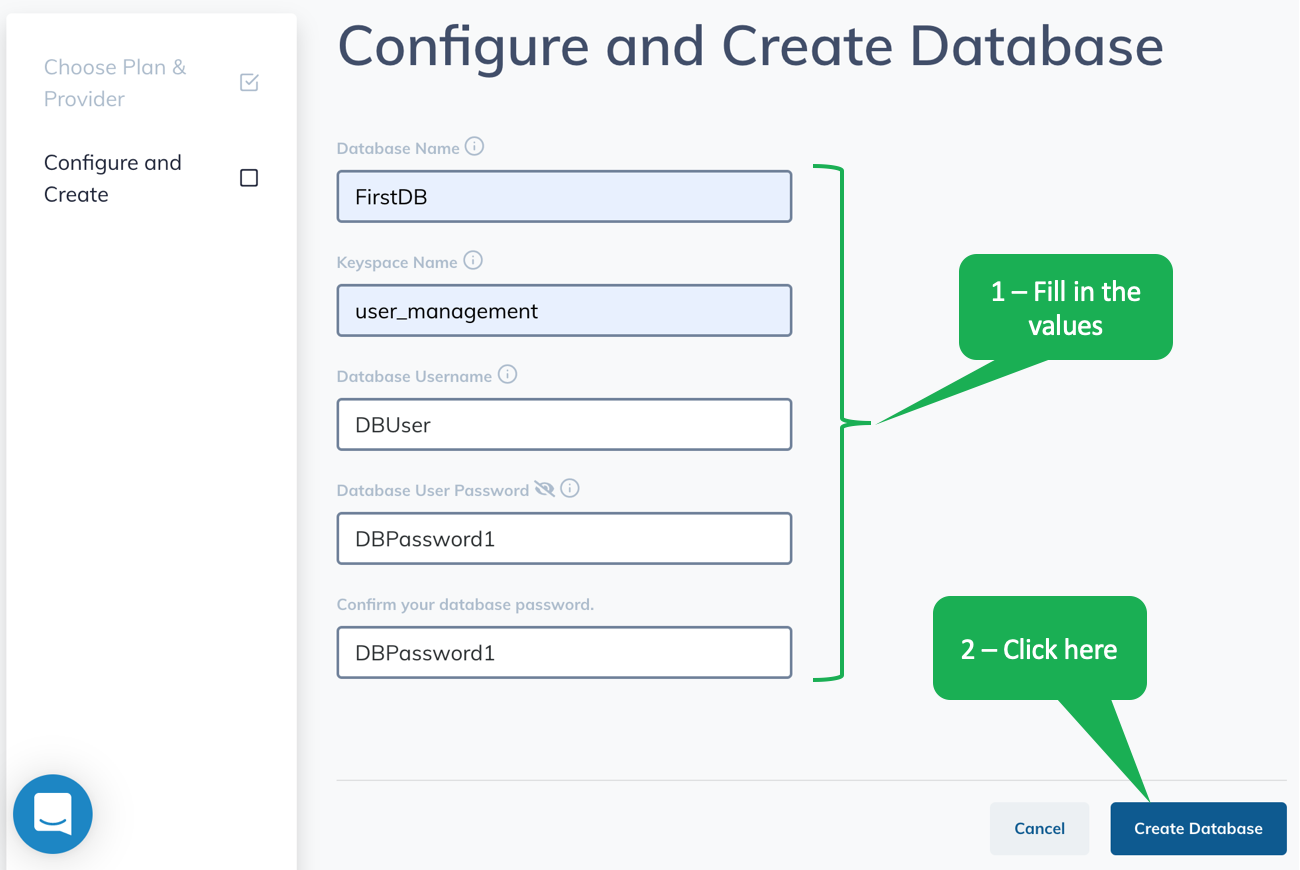 Choose Plan &
Provider
Configure and
Create
Configure and Create Database
Database Name
FirstDB
Keyspace Name
user_management
Database Username
DBUser
Database User Password
DBPassword1
Confirm your database password.
DBPassword1
1 – Fill in the
values
2 – Click here
Cancel
Create Database